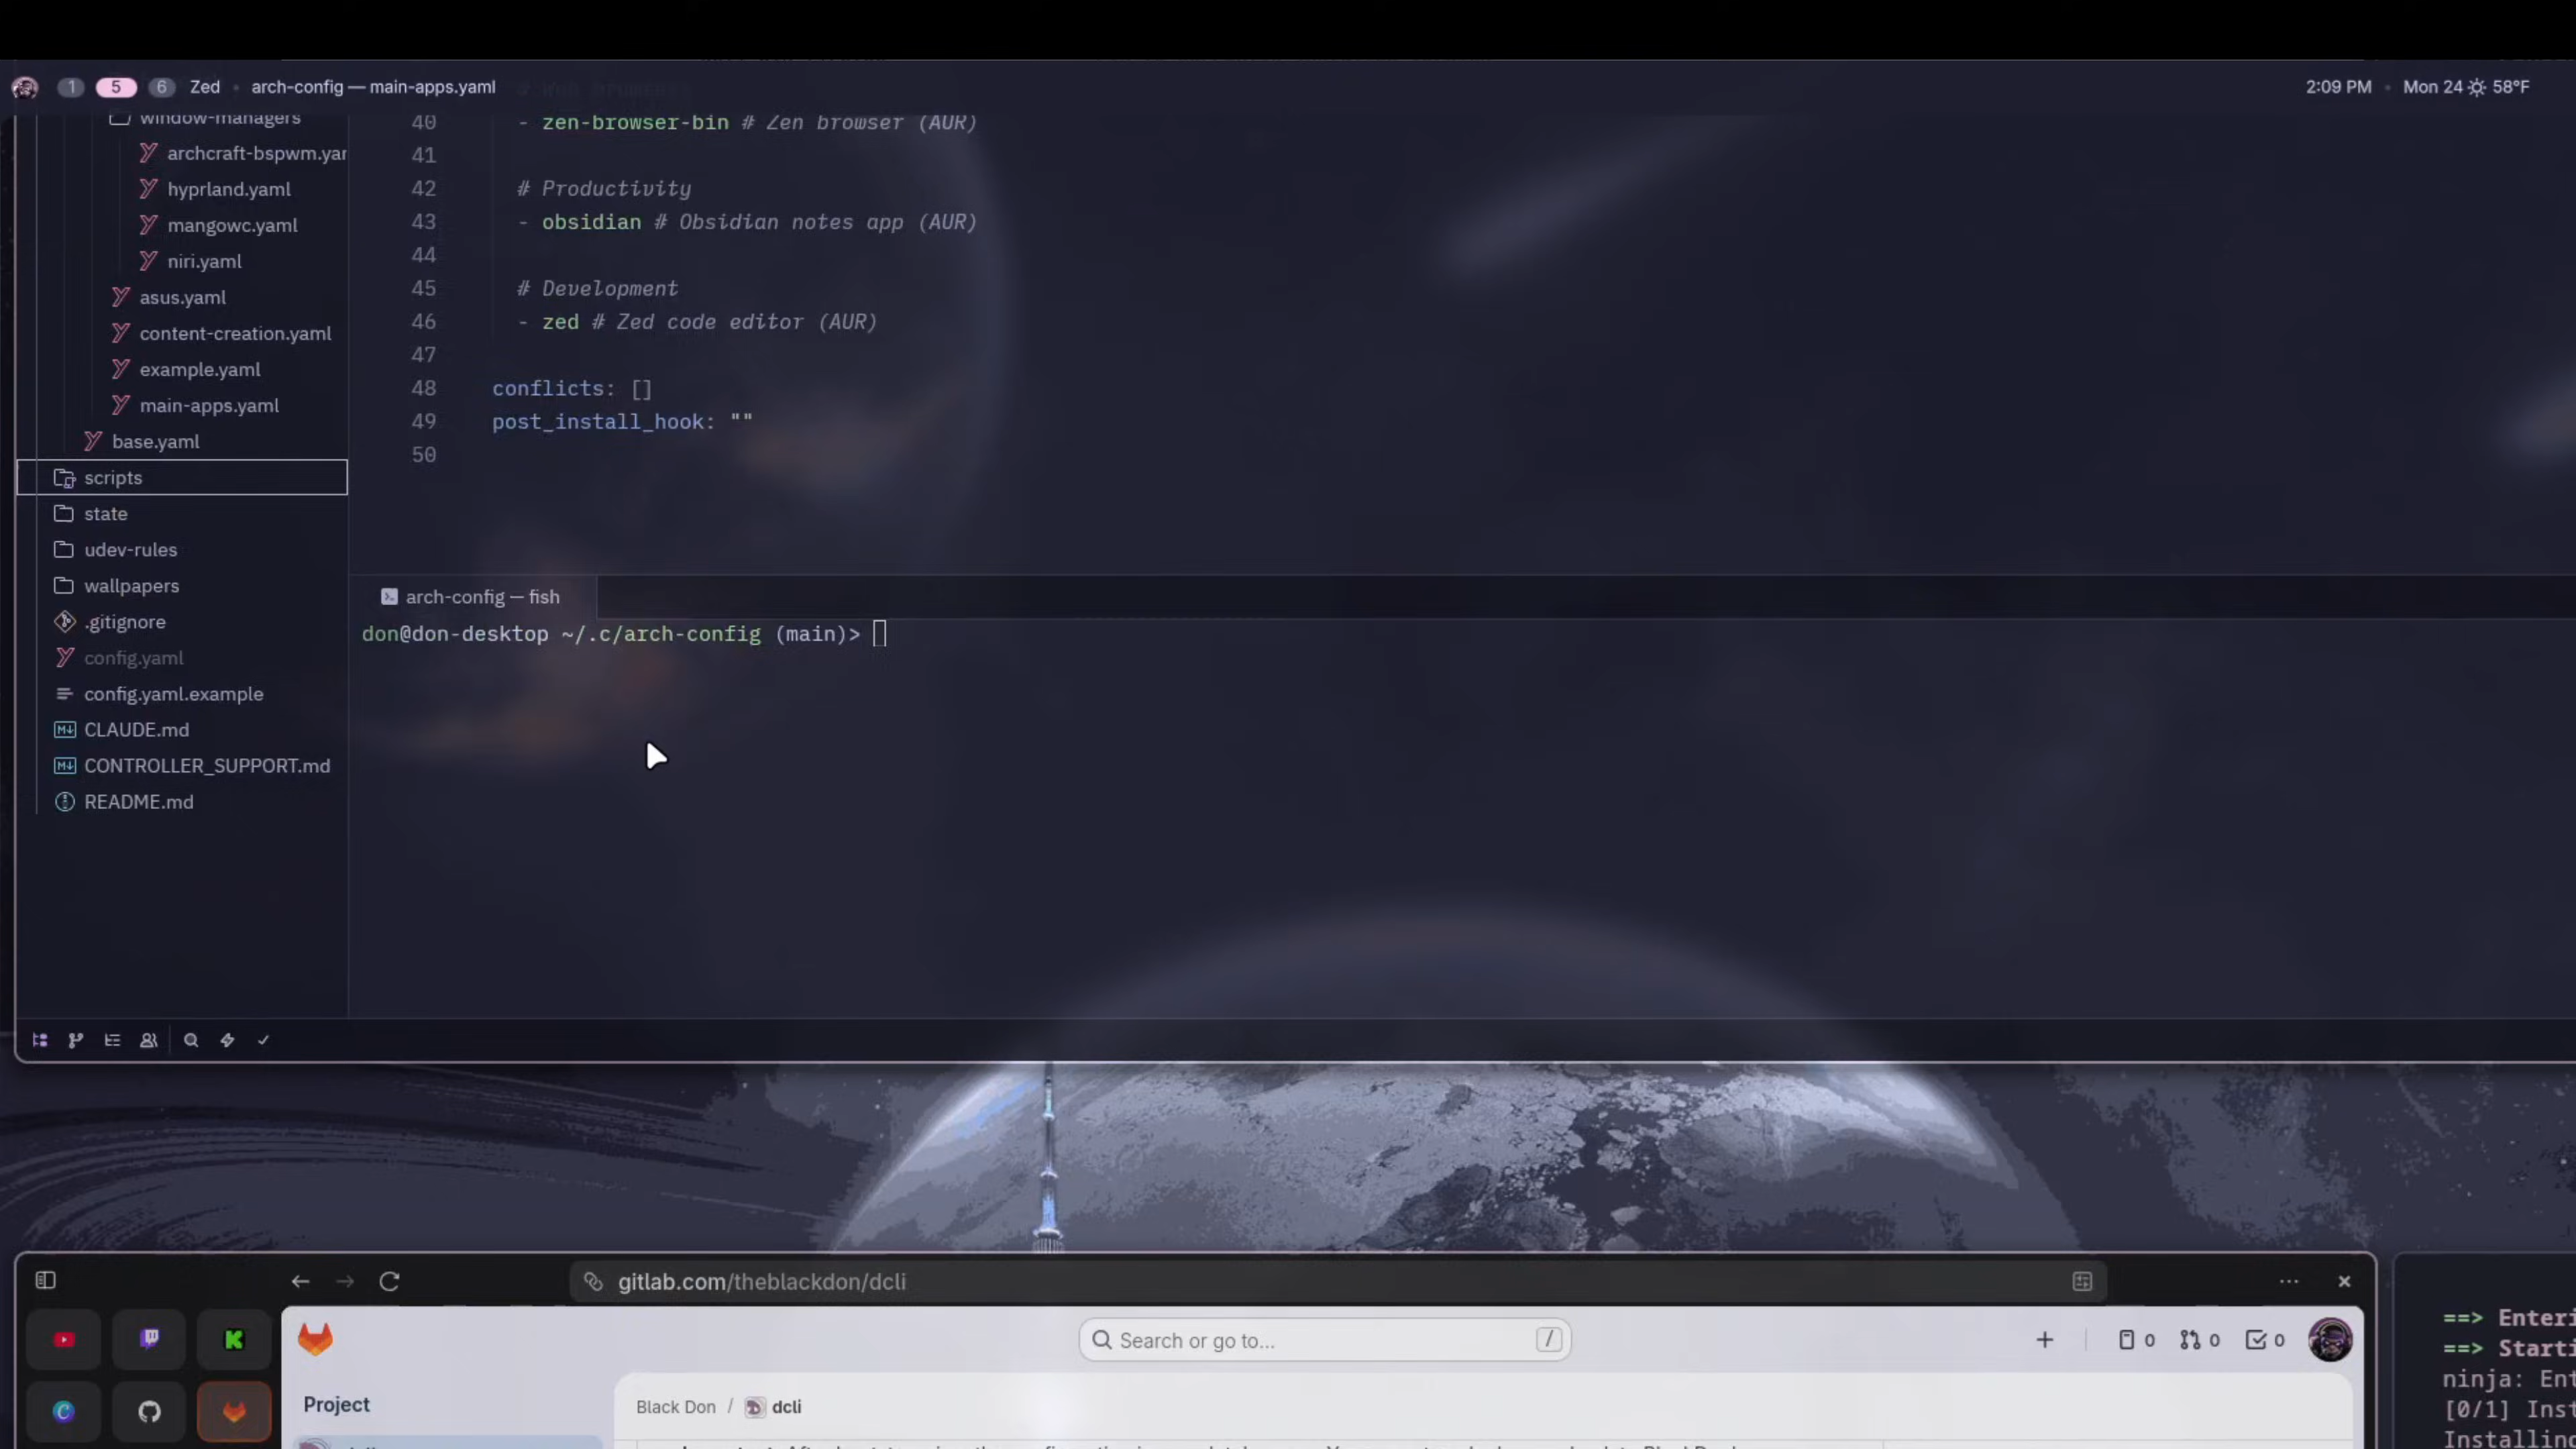 1 5 6 Zed • arch-config — main-apps.yaml
2:09 PM • Mon 24 58°F
window-managers
archcraft-bspwm.yar
hyprland.yaml
mangowc.yaml
niri.yaml
asus.yaml
content-creation.yaml
example.yaml
main-apps.yaml
base.yaml
scripts
state
udev-rules
wallpapers
.gitignore
config.yaml
config.yaml.example
CLAUDE.md
CONTROLLER_SUPPORT.md
README.md
40 - zen-browser-bin # Zen browser (AUR)
41
42 # Productivity
43 - obsidian # Obsidian notes app (AUR)
44
45 # Development
46 - zed # Zed code editor (AUR)
47
48 conflicts: []
49 post_install_hook: ""
50
arch-config — fish
don@don-desktop ~/.c/arch-config (main)>
gitlab.com/theblackdon/dcli
Search or go to... /
0 0 0
Project
Black Don / dcli
==> Enteri
==> Starti
ninja: Ent
[0/1] Inst
Installing